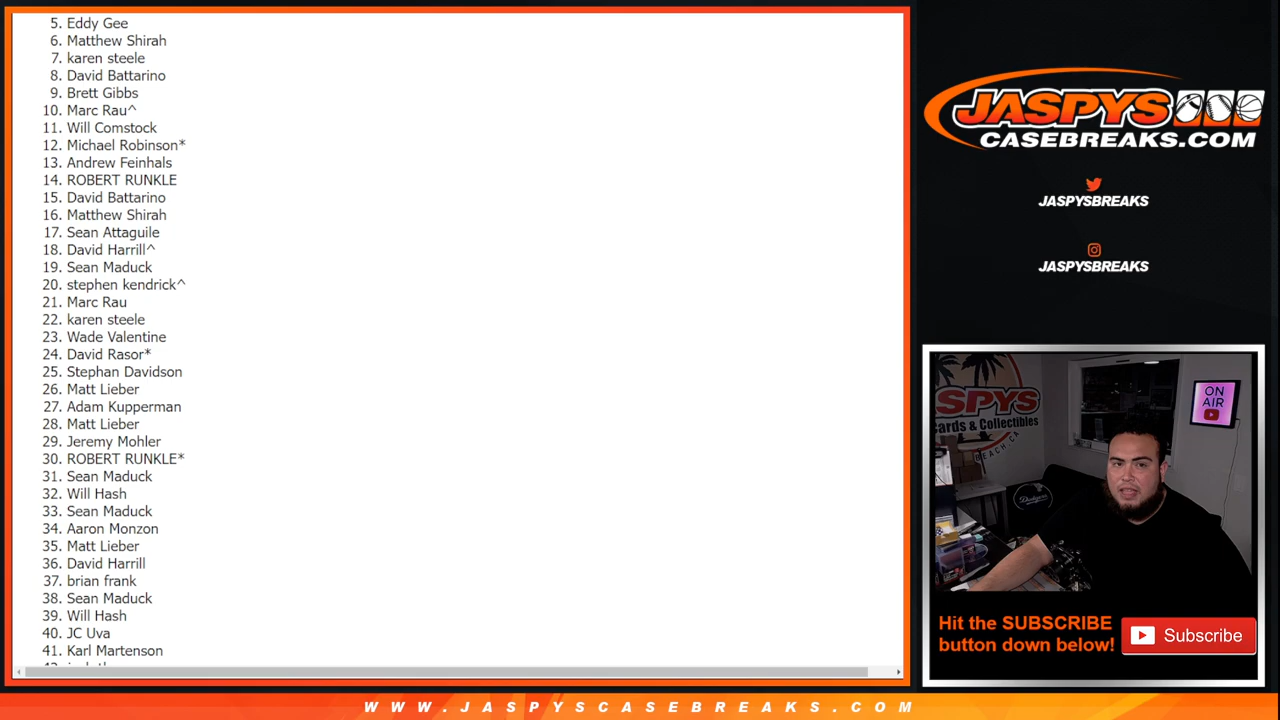 5. Eddy Gee
6. Matthew Shirah
7. karen steele
8. David Battarino
9. Brett Gibbs
10. Marc Rau^
11. Will Comstock
12. Michael Robinson*
13. Andrew Feinhals
14. ROBERT RUNKLE
15. David Battarino
16. Matthew Shirah
17. Sean Attaguile
18. David Harrill^
19. Sean Maduck
20. stephen kendrick^
21. Marc Rau
22. karen steele
23. Wade Valentine
24. David Rasor*
25. Stephan Davidson
26. Matt Lieber
27. Adam Kupperman
28. Matt Lieber
29. Jeremy Mohler
30. ROBERT RUNKLE*
31. Sean Maduck
32. Will Hash
33. Sean Maduck
34. Aaron Monzon
35. Matt Lieber
36. David Harrill
37. brian frank
38. Sean Maduck
39. Will Hash
40. JC Uva
41. Karl Martenson
JASPYS
CASEBREAKS.COM
JASPYSBREAKS
JASPYSBREAKS
ON
AIR
SPYS
Cards & Collectibles
BEACH CA
Dodgers
Hit the SUBSCRIBE
button down below!
Subscribe
WWW.JASPYSCASEBREAKS.COM